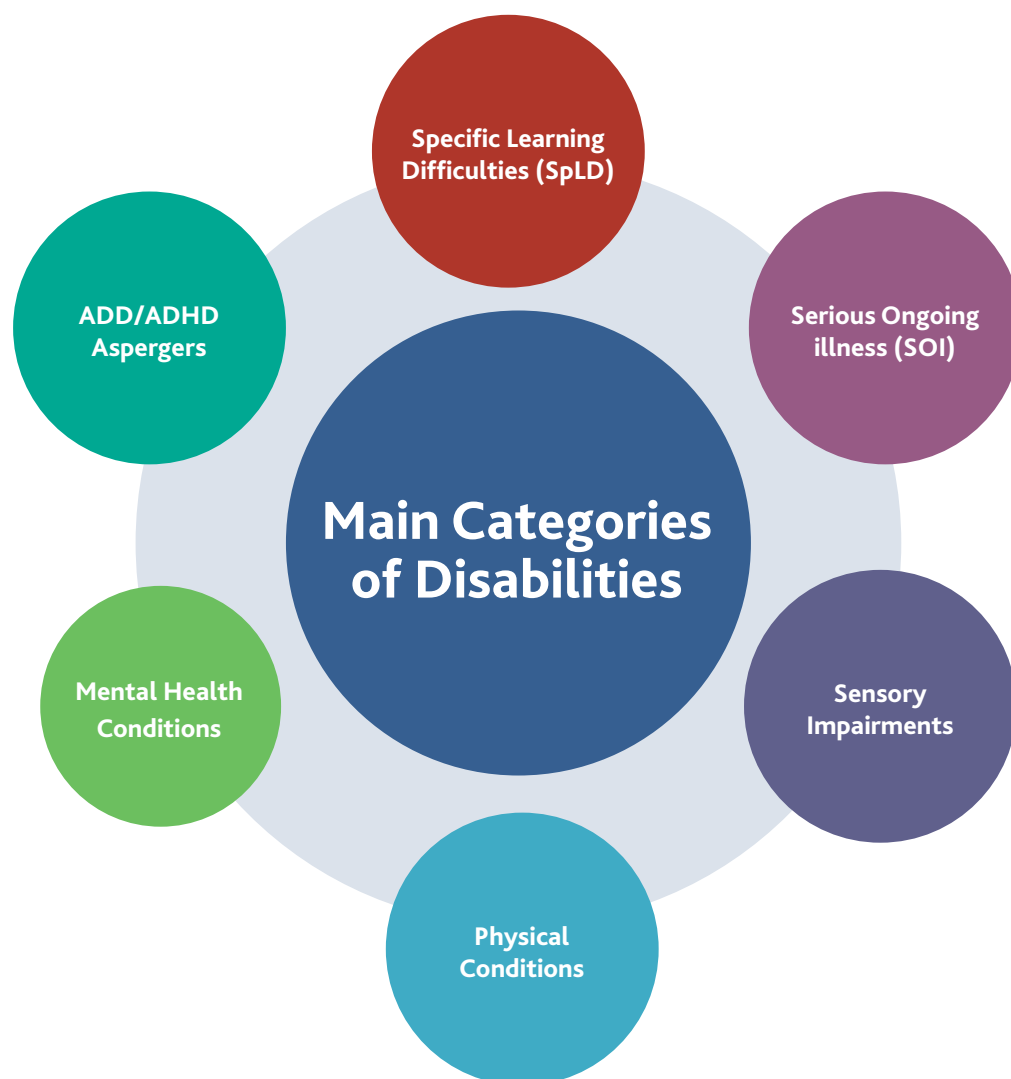 Specific Learning
Difficulties (SpLD)
ADD/ADHD
Aspergers
Serious Ongoing
illness (SOI)
Main Categories
of Disabilities
Mental Health
Conditions
Sensory
Impairments
Physical
Conditions